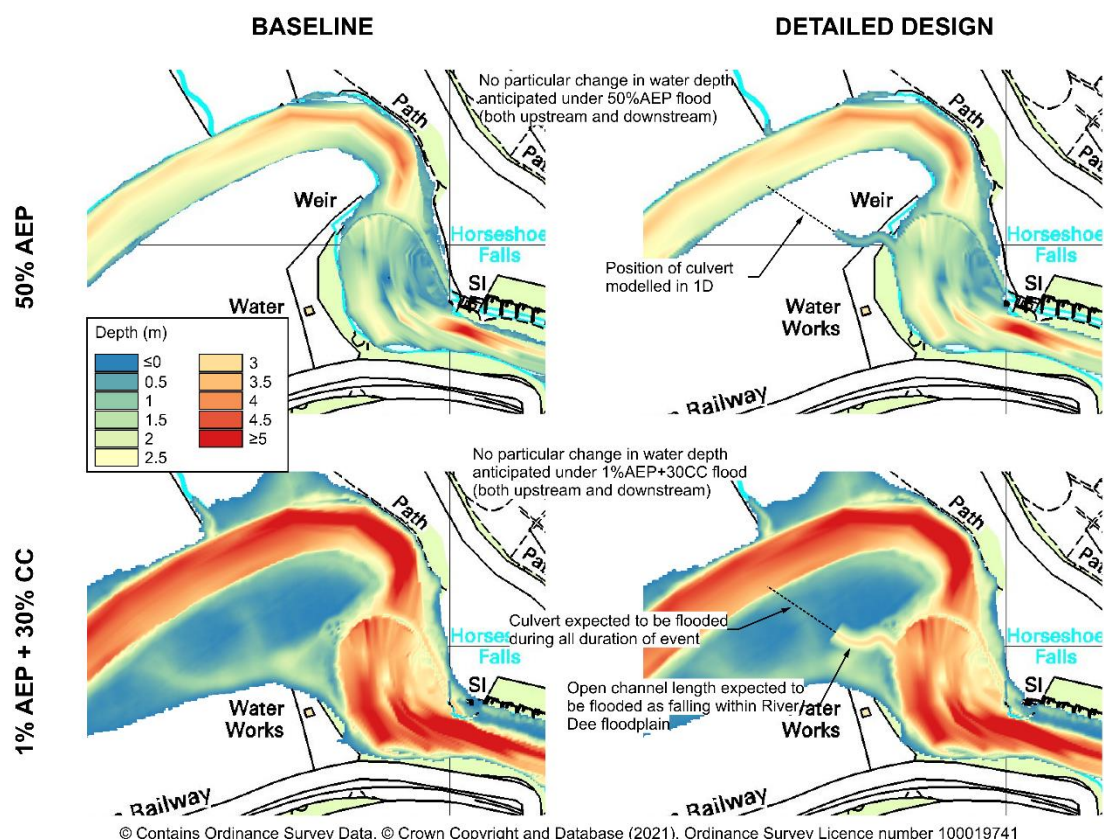 BASELINE
DETAILED DESIGN
50% AEP
No particular change in water depth
anticipated under 50%AEP flood
(both upstream and downstream)
Path
Weir
Horseshoe
Falls
SI
Water
Path
Pat
Weir
Horseshoe
Falls
Position of culvert
modelled in 1D
SI
Water
Works
Railway
Depth (m)
≤0
0.5
1
1.5
2
2.5
3
3.5
4
4.5
≥5
1% AEP + 30% CC
No particular change in water depth
anticipated under 1%AEP+30CC flood
(both upstream and downstream)
Path
Horseshoe
Falls
SI
Water
Works
Railway
Path
Pat
Culvert expected to be flooded
during all duration of event
Horseshoe
Falls
Open channel length expected to
be flooded as falling within River
Dee floodplain
SI
Water
Works
Railway
© Contains Ordinance Survey Data, © Crown Copyright and Database (2021). Ordinance Survey Licence number 100019741